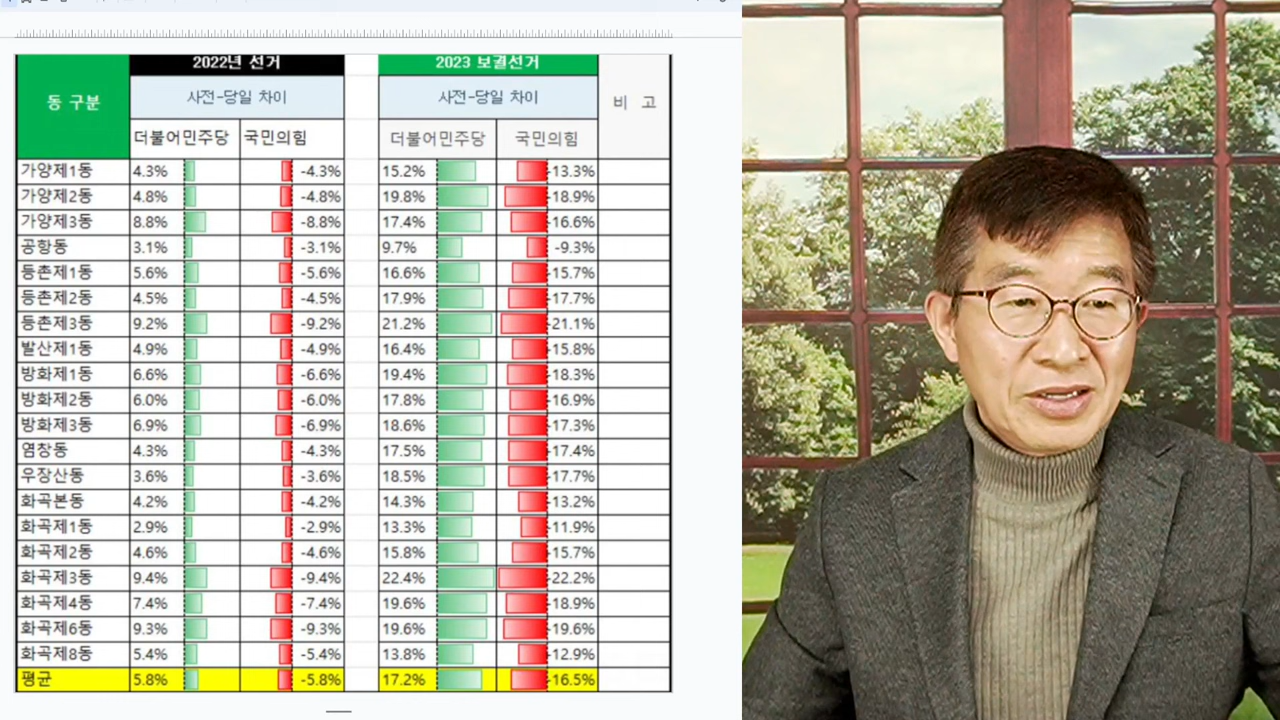 2022년 선거 2023 보궐선거
동 구분 사전-당일 차이 사전-당일 차이 비 고
더불어민주당 국민의힘 더불어민주당 국민의힘
가양제1동 4.3% -4.3% 15.2% -13.3%
가양제2동 4.8% -4.8% 19.8% -18.9%
가양제3동 8.8% -8.8% 17.4% -16.6%
공항동 3.1% -3.1% 9.7% -9.3%
등촌제1동 5.6% -5.6% 16.6% -15.7%
등촌제2동 4.5% -4.5% 17.9% -17.7%
등촌제3동 9.2% -9.2% 21.2% -21.1%
발산제1동 4.9% -4.9% 16.4% -15.8%
방화제1동 6.6% -6.6% 19.4% -18.3%
방화제2동 6.0% -6.0% 17.8% -16.9%
방화제3동 6.9% -6.9% 18.6% -17.3%
염창동 4.3% -4.3% 17.5% -17.4%
우장산동 3.6% -3.6% 18.5% -17.7%
화곡본동 4.2% -4.2% 14.3% -13.2%
화곡제1동 2.9% -2.9% 13.3% -11.9%
화곡제2동 4.6% -4.6% 15.8% -15.7%
화곡제3동 9.4% -9.4% 22.4% -22.2%
화곡제4동 7.4% -7.4% 19.6% -18.9%
화곡제6동 9.3% -9.3% 19.6% -19.6%
화곡제8동 5.4% -5.4% 13.8% -12.9%
평균 5.8% -5.8% 17.2% -16.5%